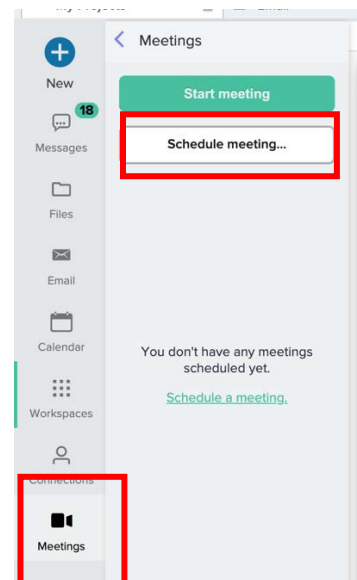 Meetings
New
Start meeting
18
Messages
Schedule meeting...
Files
Email
Calendar
You don't have any meetings
scheduled yet.
Schedule a meeting.
Workspaces
Connections
Meetings